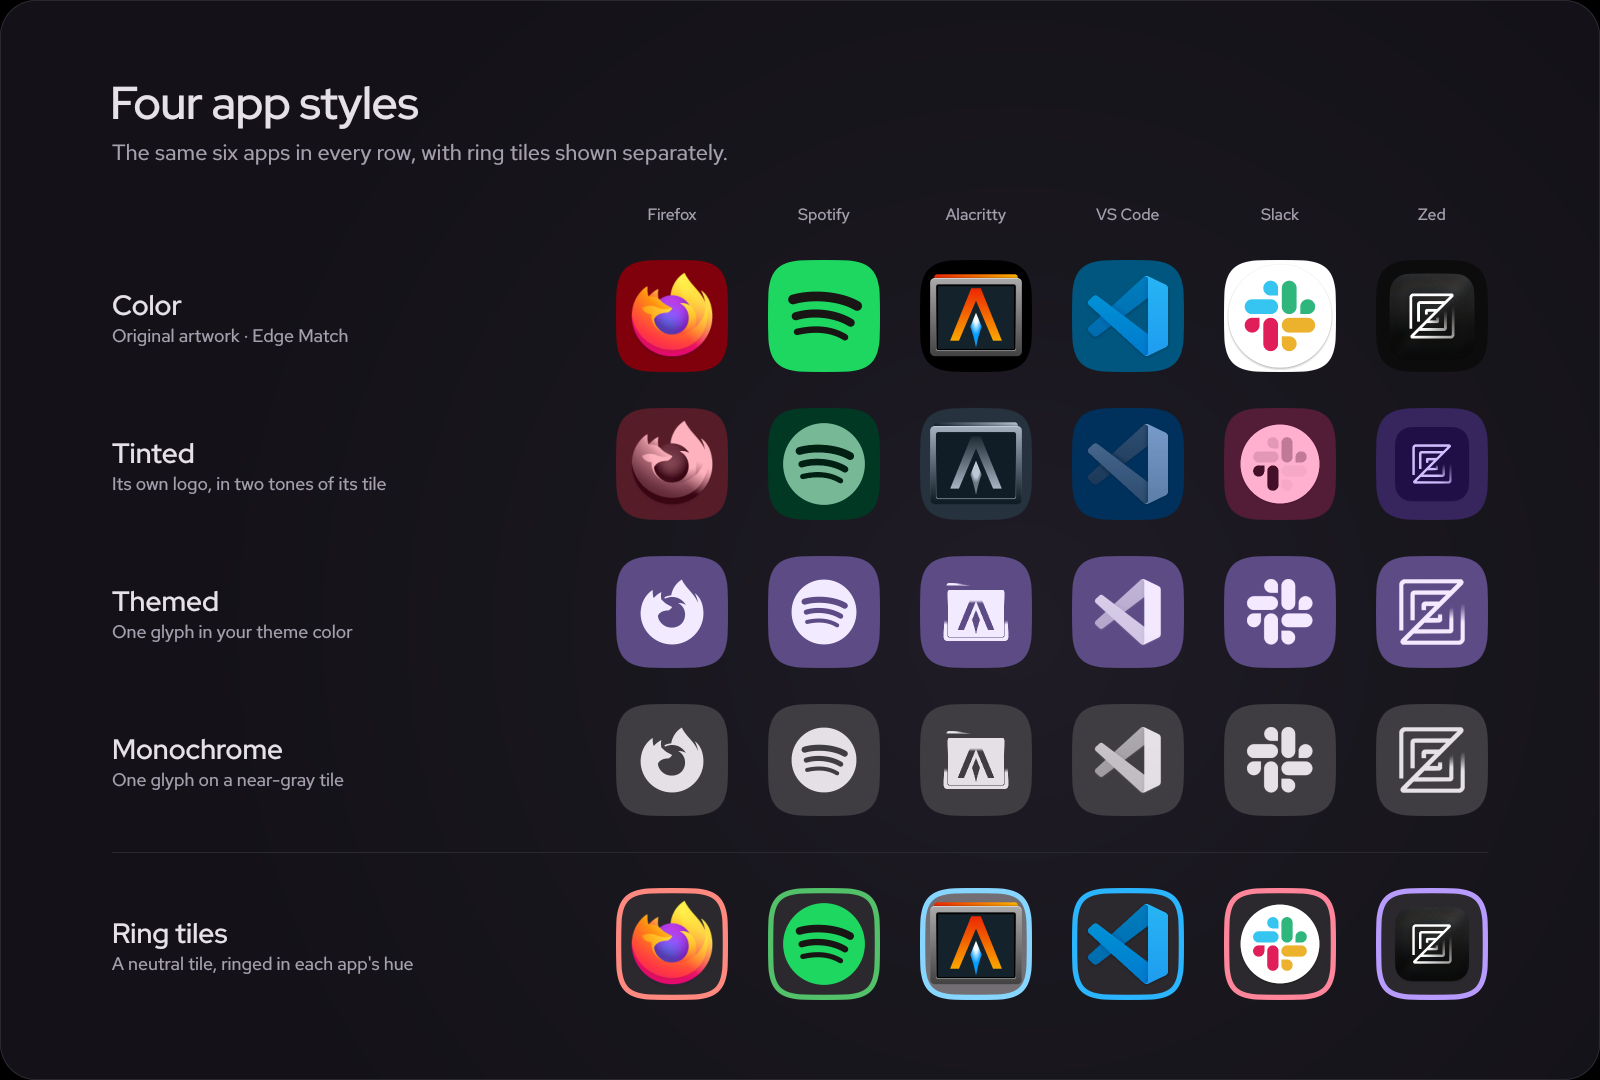 Four app styles
The same six apps in every row, with ring tiles shown separately.
Firefox
Spotify
Alacritty
VS Code
Slack
Zed
Color
Original artwork · Edge Match
Tinted
Its own logo, in two tones of its tile
Themed
One glyph in your theme color
Monochrome
One glyph on a near-gray tile
Ring tiles
A neutral tile, ringed in each app's hue